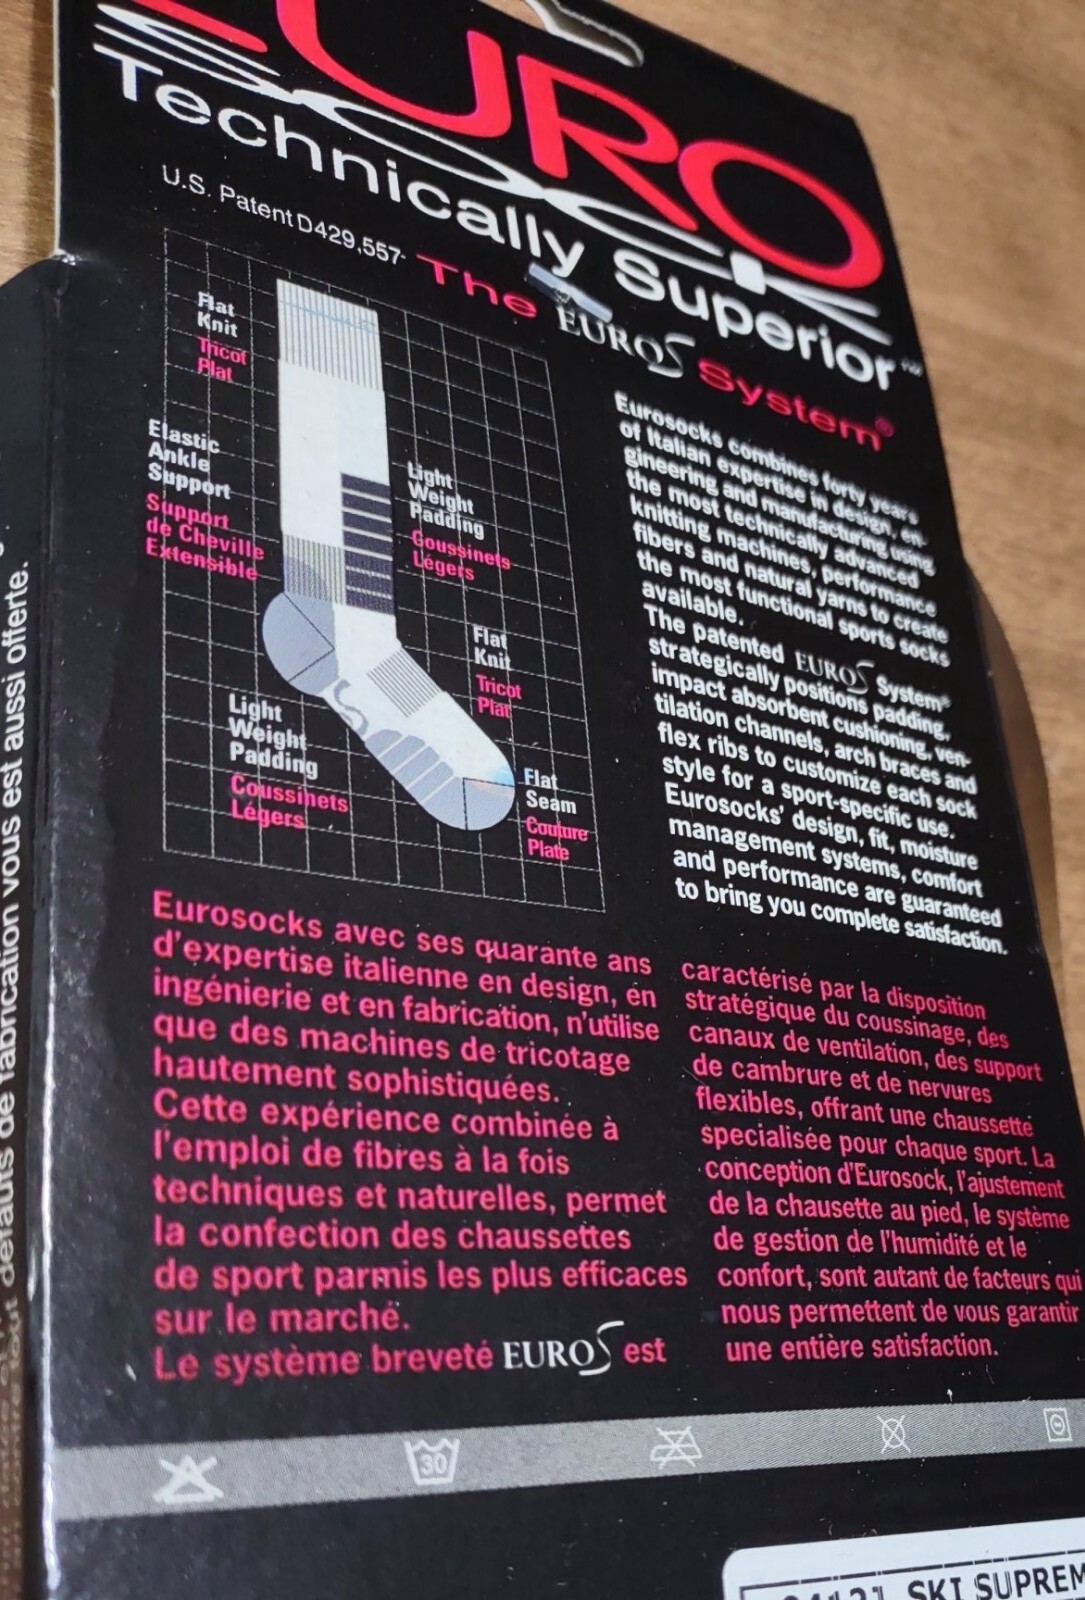 EURO
SOCK
Technically Superior™
U.S. Patent D429,557
The EUROS System®
Flat
Knit
Tricot
Plat
Elastic
Ankle
Support
Support
de Cheville
Extensible
Light
Weight
Padding
Coussinets
Légers
Flat
Knit
Tricot
Plat
Light
Weight
Padding
Coussinets
Légers
Flat
Seam
Couture
Plate
Eurosocks combines forty years
of Italian expertise in design, en-
gineering and manufacturing using
the most technically advanced
knitting machines, performance
fibers and natural yarns to create
the most functional sports socks
available.
The patented EUROS System®
strategically positions padding,
impact absorbent cushioning, ven-
tilation channels, arch braces and
flex ribs to customize each sock
style for a sport-specific use.
Eurosocks' design, fit, moisture
management systems, comfort
and performance are guaranteed
to bring you complete satisfaction.
Eurosocks avec ses quarante ans
d'expertise italienne en design, en
ingénierie et en fabrication, n'utilise
que des machines de tricotage
hautement sophistiquées.
Cette expérience combinée à
l'emploi de fibres à la fois
techniques et naturelles, permet
la confection des chaussettes
de sport parmis les plus efficaces
sur le marché.
Le système breveté EUROS est
caractérisé par la disposition
stratégique du coussinage, des
canaux de ventilation, des support
de cambrure et de nervures
flexibles, offrant une chaussette
specialisée pour chaque sport. La
conception d'Eurosock, l'ajustement
de la chausette au pied, le système
de gestion de l'humidité et le
confort, sont autant de facteurs qui
nous permettent de vous garantir
une entière satisfaction.
30
SKI SUPREM
défauts de fabrication vous est aussi offerte.